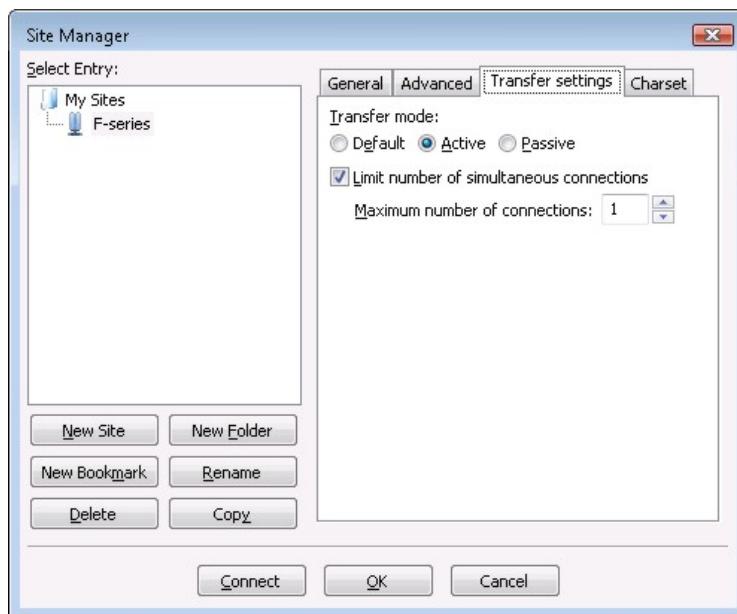 Site Manager
Select Entry:
My Sites
F-series
New Site
New Folder
New Bookmark
Rename
Delete
Copy
General
Advanced
Transfer settings
Charset
Transfer mode:
Default
Active
Passive
Limit number of simultaneous connections
Maximum number of connections: 1
Connect
OK
Cancel